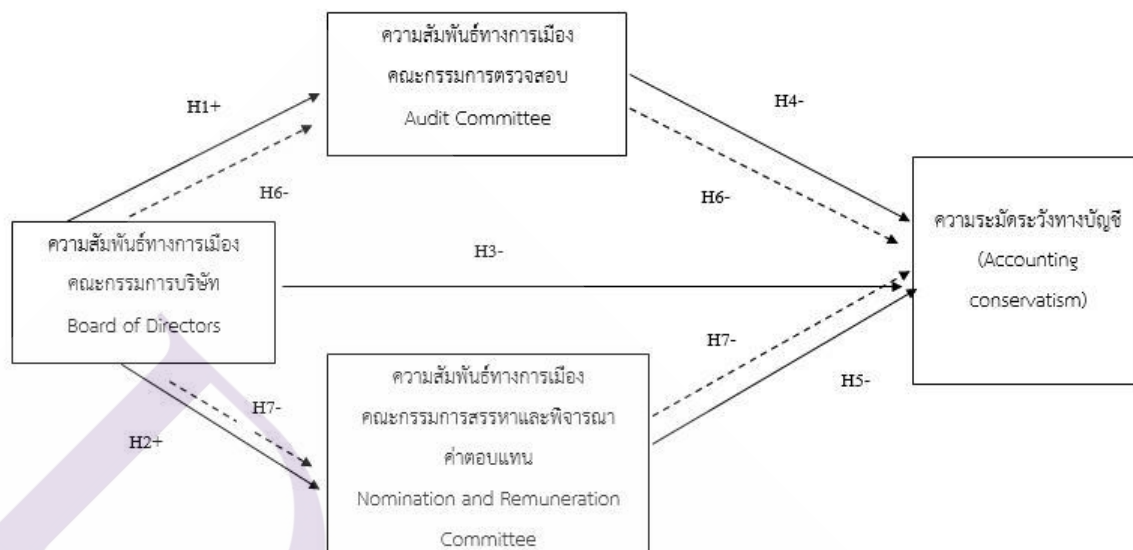 ความสัมพันธ์ทางการเมือง
คณะกรรมการตรวจสอบ
Audit Committee
H1+
H4-
H6-
H6-
ความสัมพันธ์ทางการเมือง
คณะกรรมการบริษัท
Board of Directors
H3-
ความระมัดระวังทางบัญชี
(Accounting
conservatism)
H7-
H2+
H7-
H5-
ความสัมพันธ์ทางการเมือง
คณะกรรมการสรรหาและพิจารณา
ค่าตอบแทน
Nomination and Remuneration
Committee